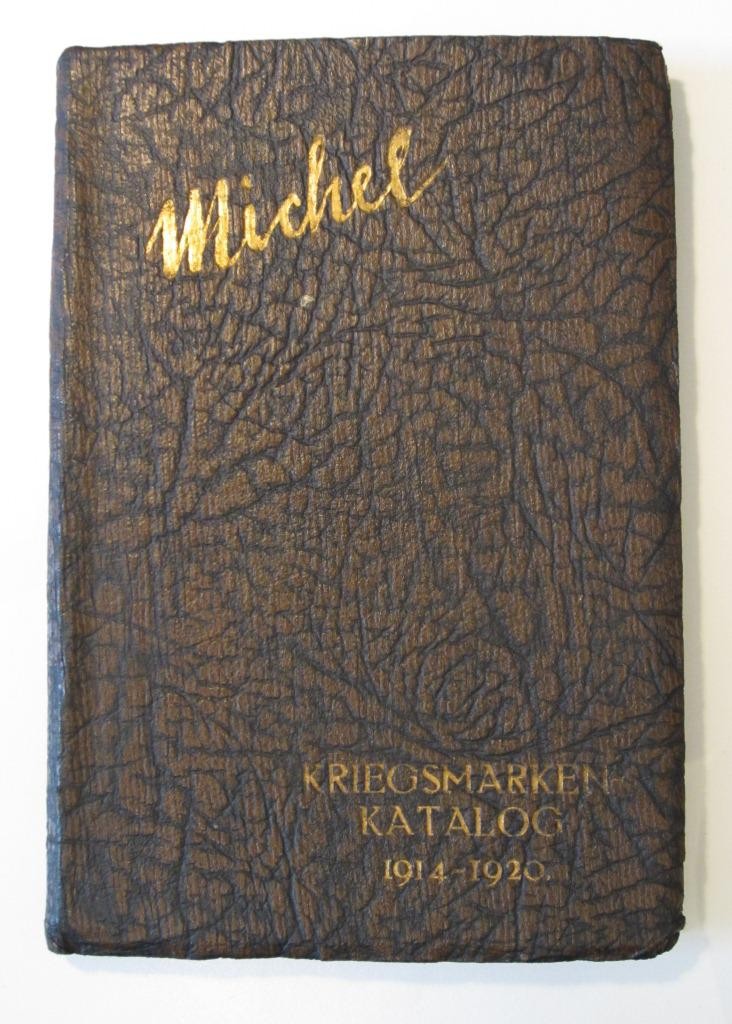 Michel
KRIEGSMARKEN-
KATALOG
1914-1920.